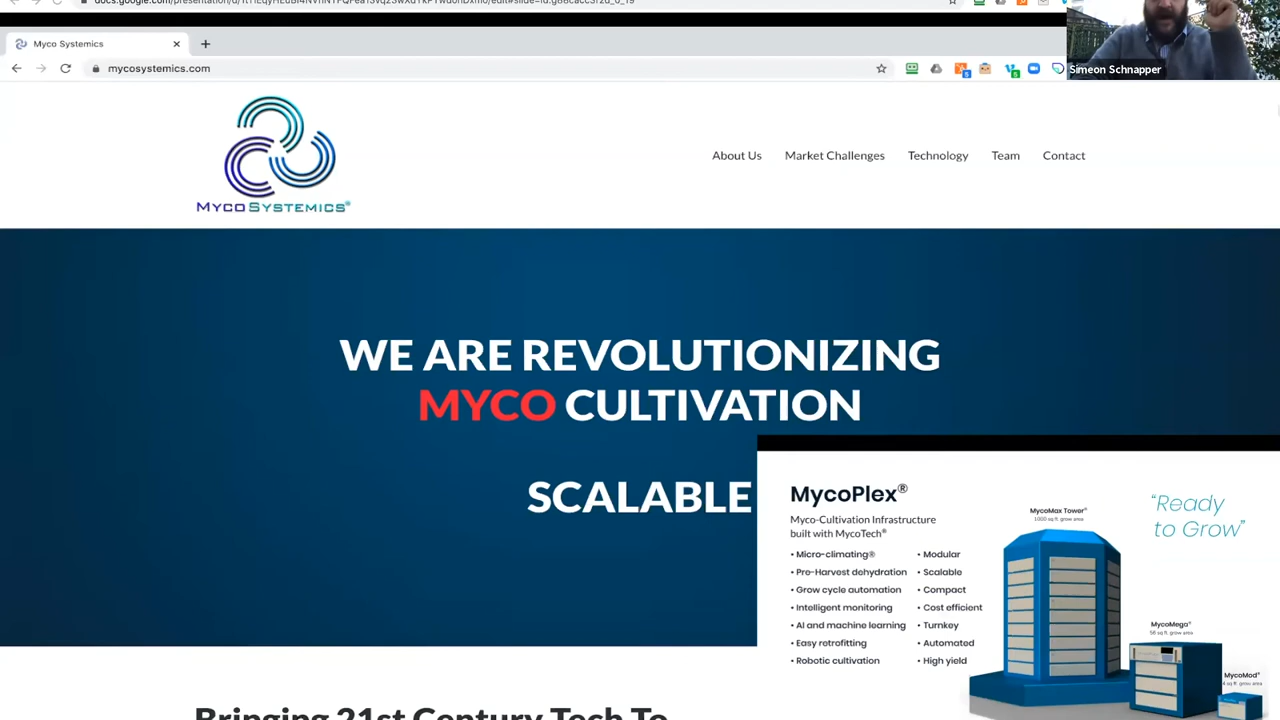 Myco Systemics
mycosystemics.com
Simeon Schnapper
MYCOSYSTEMICS®
About Us
Market Challenges
Technology
Team
Contact
WE ARE REVOLUTIONIZING
MYCO CULTIVATION
SCALABLE
MycoPlex®
Myco-Cultivation Infrastructure
built with MycoTech®
• Micro-climating®
• Pre-Harvest dehydration
• Grow cycle automation
• Intelligent monitoring
• AI and machine learning
• Easy retrofitting
• Robotic cultivation
• Modular
• Scalable
• Compact
• Cost efficient
• Turnkey
• Automated
• High yield
MycoMax Tower®
1000 sq ft. grow area
“Ready
to Grow”
MycoMega®
56 sq ft. grow area
MycoMod®
sq ft. grow area
Bringing 21st Century Tech To